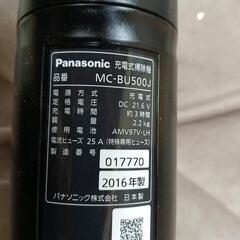 Panasonic 充電式掃除機
品番 MC-BU500J
電源方式 充電式
定格電圧 DC 21.6 V
充電時間 約3時間
質量 2.2 kg
使用電池 AMV97V-LH
電流ヒューズ 25 A (特殊専用ヒューズ)
製造番号
017770
2016年製
パナソニック株式会社 日本製